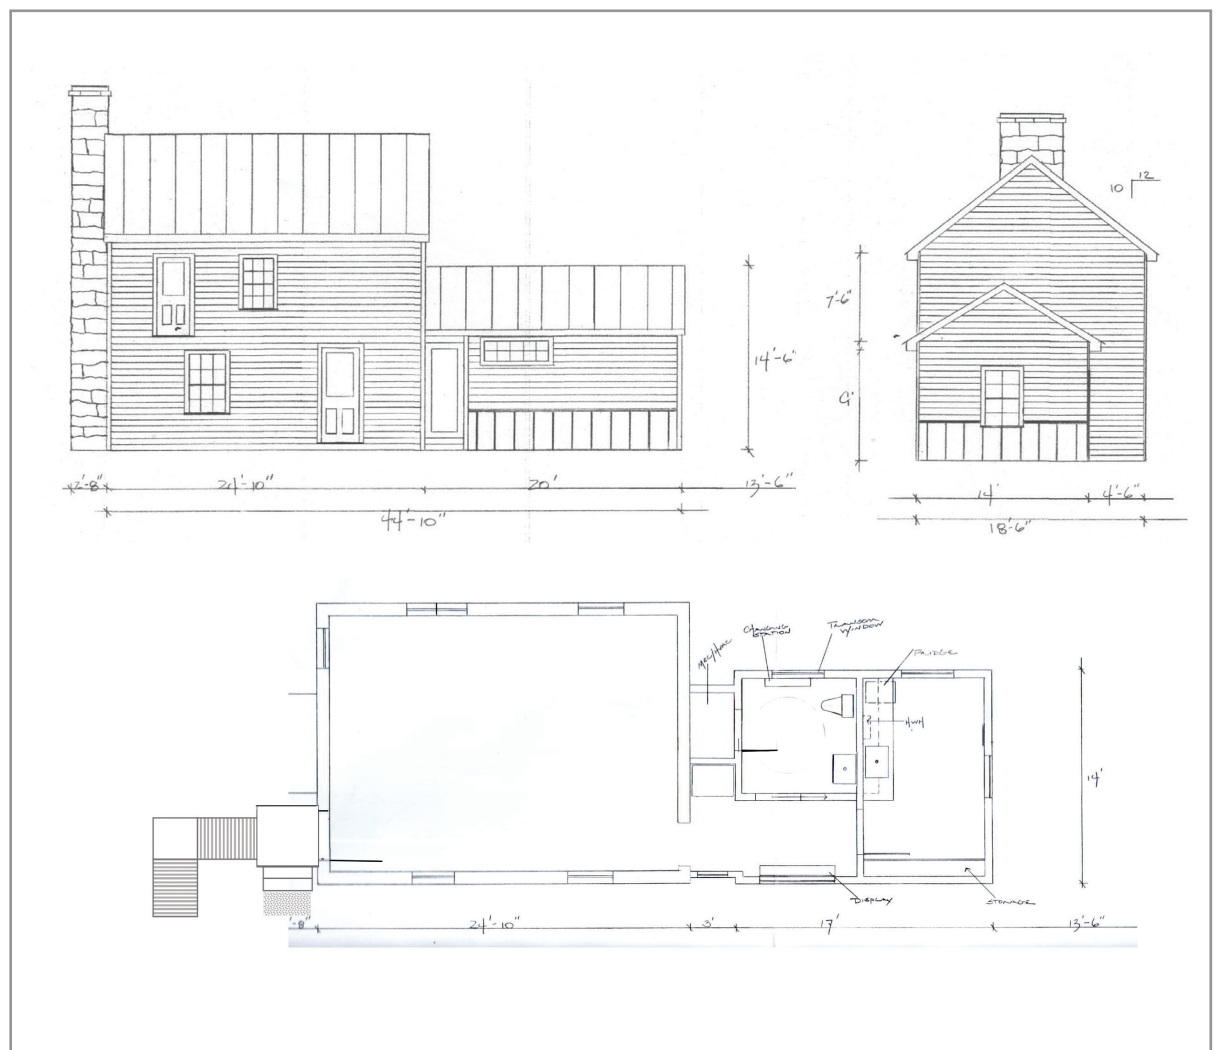 12
10
7'-6"
14'-6"
9'
2'-8"
24'-10"
20'
13'-6"
44'-10"
14'
4'-6"
18'-6"
CHANGING
STATION
TRANSOM
WINDOW
FRIDGE
HWH
14'
DISPLAY
STORAGE
'-8"
24'-10"
3'
17'
13'-6"